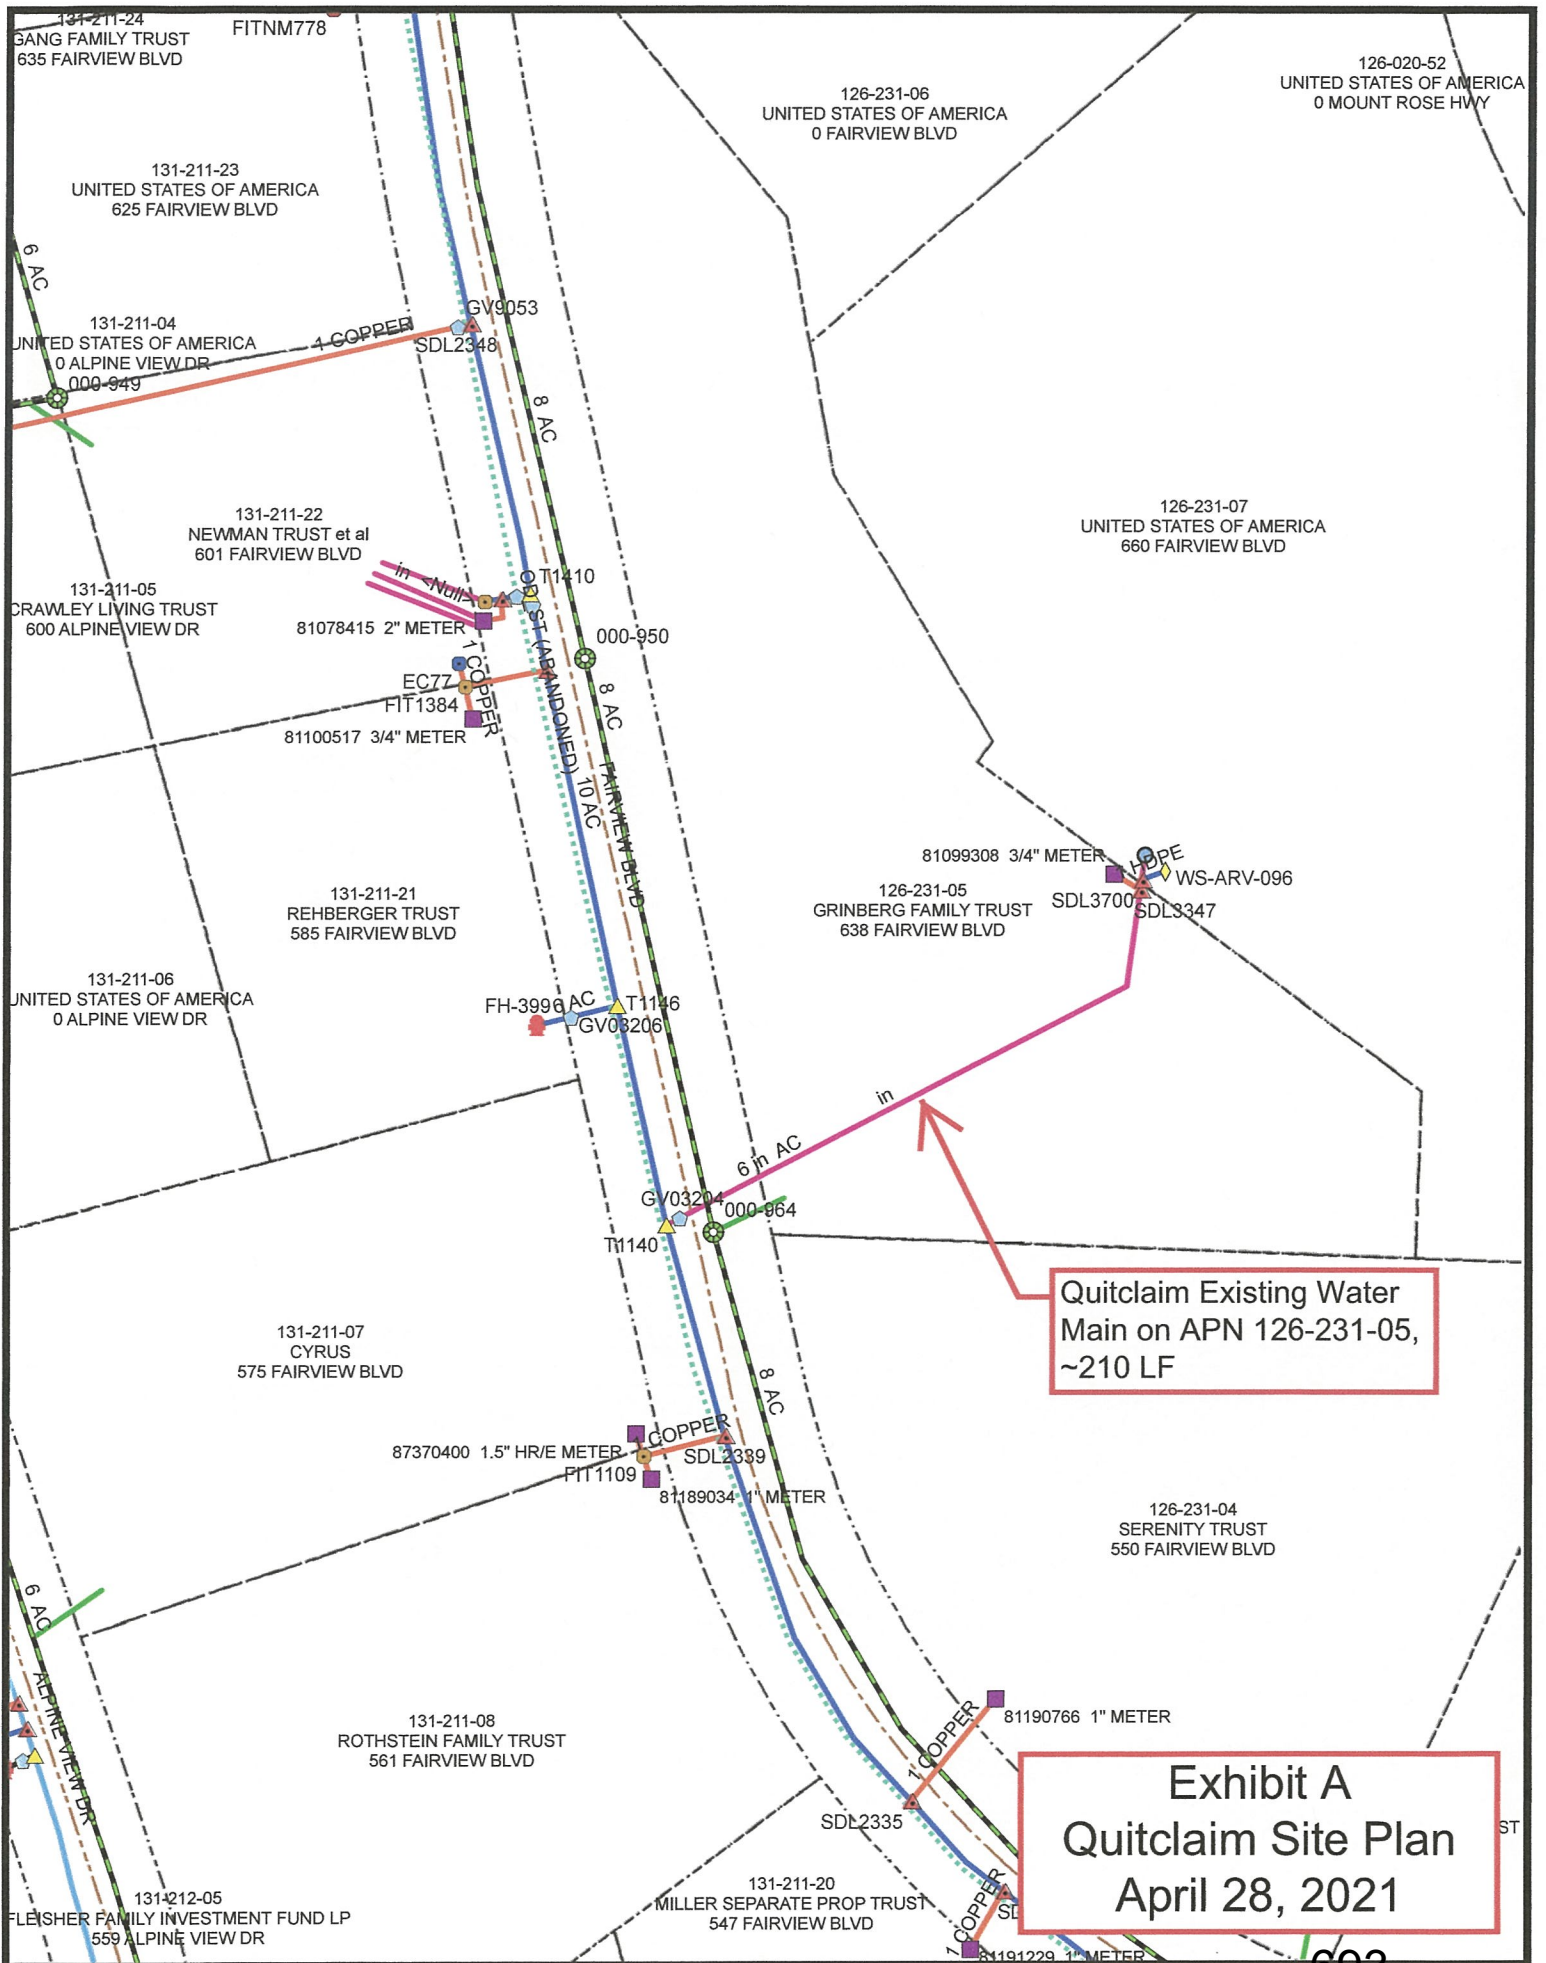 131-211-24
GANG FAMILY TRUST
635 FAIRVIEW BLVD
FITNM778
126-231-06
UNITED STATES OF AMERICA
0 FAIRVIEW BLVD
126-020-52
UNITED STATES OF AMERICA
0 MOUNT ROSE HWY
131-211-23
UNITED STATES OF AMERICA
625 FAIRVIEW BLVD
6 AC
GV9053
SDL2348
1 COPPER
131-211-04
UNITED STATES OF AMERICA
0 ALPINE VIEW DR
000-949
8 AC
131-211-22
NEWMAN TRUST et al
601 FAIRVIEW BLVD
126-231-07
UNITED STATES OF AMERICA
660 FAIRVIEW BLVD
in <Null>
T1410
131-211-05
CRAWLEY LIVING TRUST
600 ALPINE VIEW DR
81078415 2" METER
000-950
1 COPPER
EC77
FIT1384
81100517 3/4" METER
(ABANDONED) 10 AC
8 AC
FAIRVIEW BLVD
81099308 3/4" METER
HDPE
WS-ARV-096
SDL3700
SDL3347
126-231-05
GRINBERG FAMILY TRUST
638 FAIRVIEW BLVD
131-211-21
REHBERGER TRUST
585 FAIRVIEW BLVD
131-211-06
UNITED STATES OF AMERICA
0 ALPINE VIEW DR
FH-3996
AC
T1146
GV03206
in
6 in AC
GV03204
000-964
T1140
Quitclaim Existing Water
Main on APN 126-231-05,
~210 LF
131-211-07
CYRUS
575 FAIRVIEW BLVD
8 AC
COPPER
87370400 1.5" HR/E METER
SDL2339
FIT1109
81189034 1" METER
126-231-04
SERENITY TRUST
550 FAIRVIEW BLVD
6 AC
ALPINE VIEW DR
131-211-08
ROTHSTEIN FAMILY TRUST
561 FAIRVIEW BLVD
81190766 1" METER
1 COPPER
SDL2335
Exhibit A
Quitclaim Site Plan
April 28, 2021
ST
131-211-20
MILLER SEPARATE PROP TRUST
547 FAIRVIEW BLVD
1 COPPER
SD
81191229 1" METER
131-212-05
FLEISHER FAMILY INVESTMENT FUND LP
559 ALPINE VIEW DR